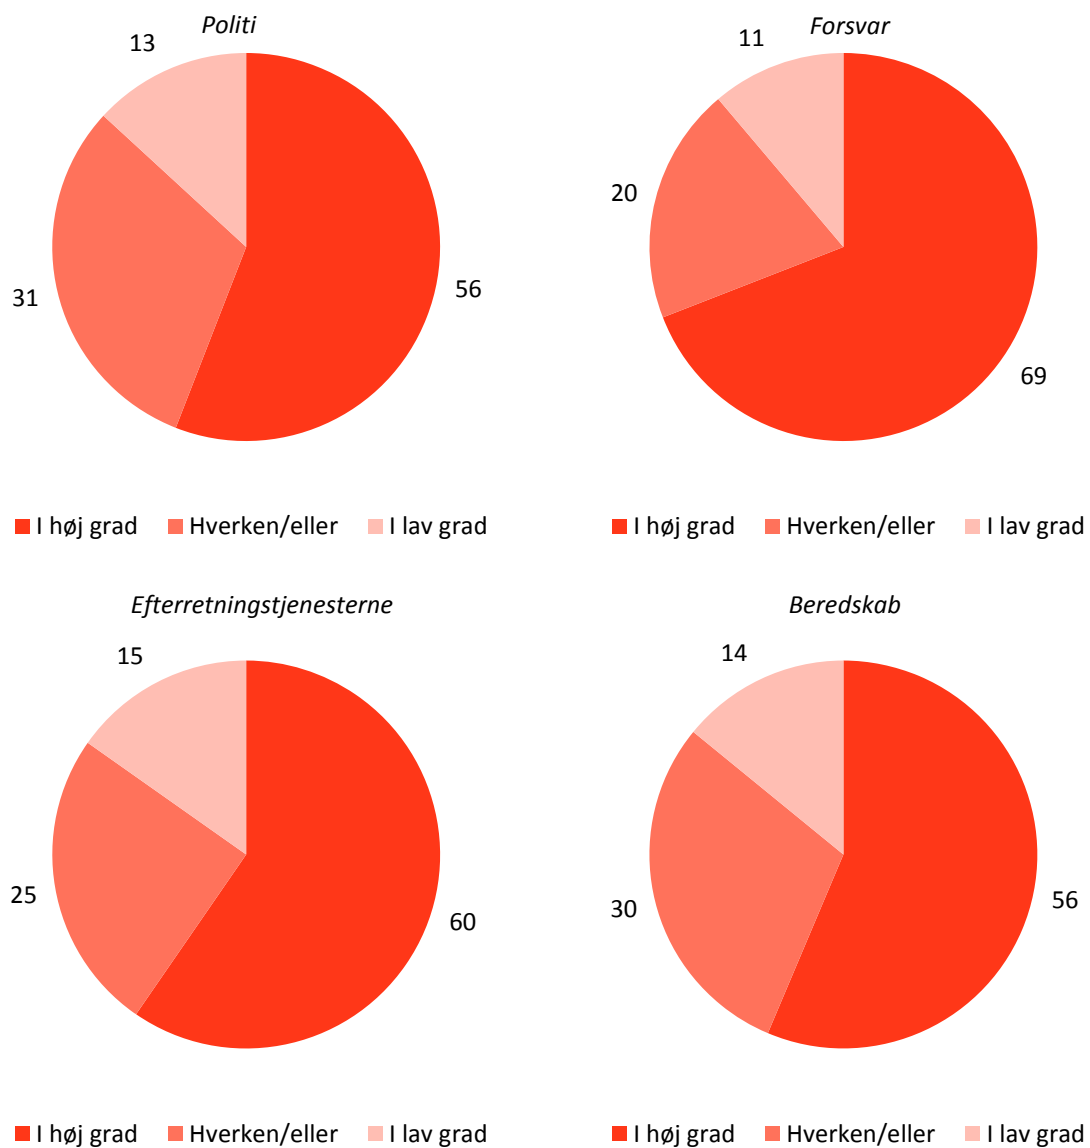 Politi
13
31
56
I høj grad Hverken/eller I lav grad
Forsvar
11
20
69
I høj grad Hverken/eller I lav grad
Efterretningstjenesterne
15
25
60
I høj grad Hverken/eller I lav grad
Beredskab
14
30
56
I høj grad Hverken/eller I lav grad